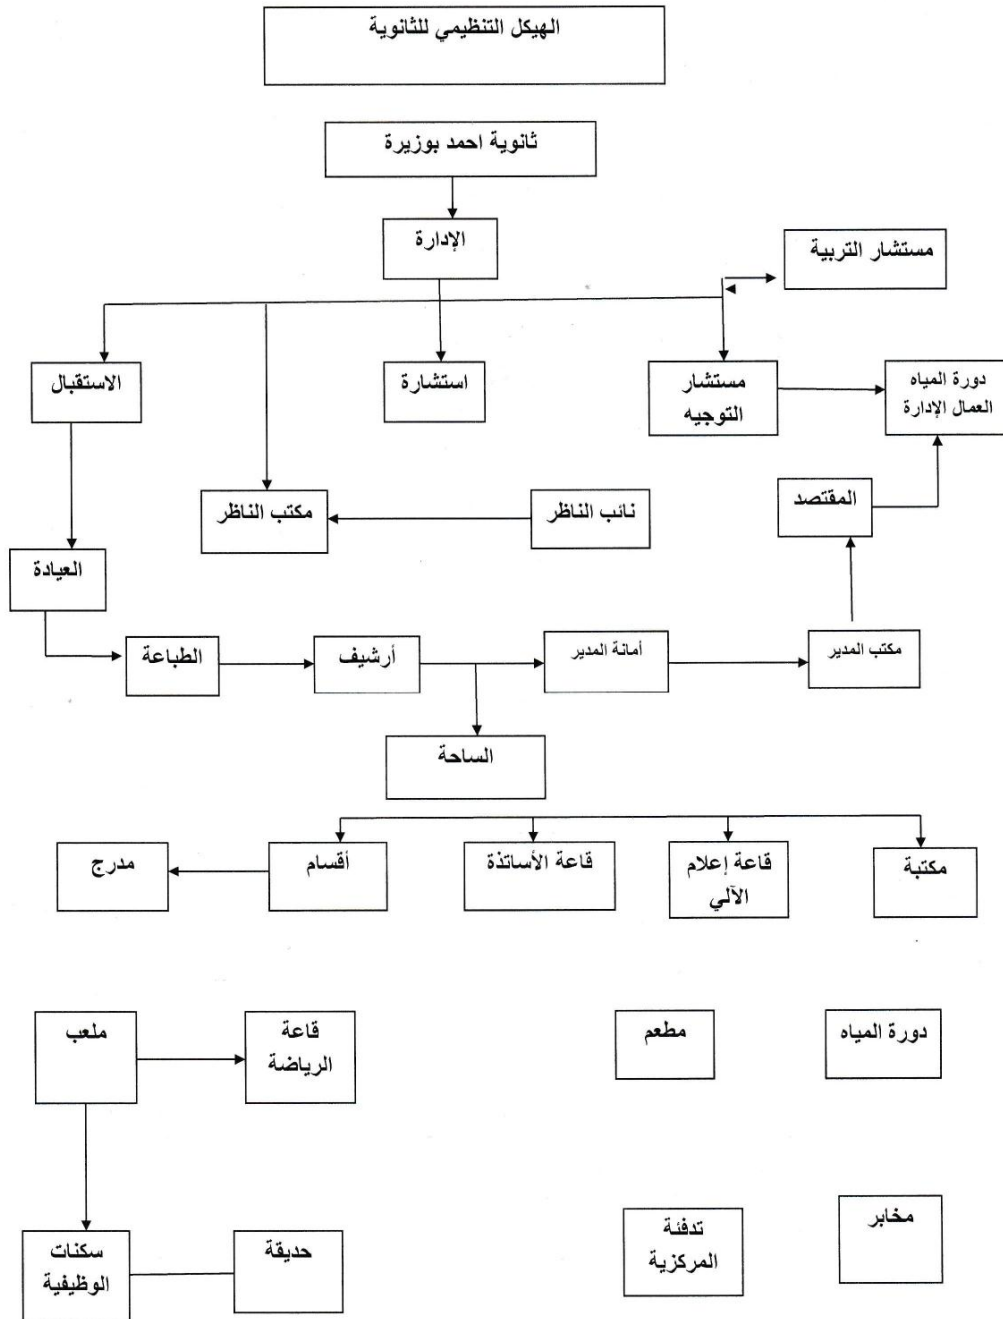 الهيكل التنظيمي للثانوية
ثانوية احمد بوزيرة
الإدارة
مستشار التربية
الاستقبال
استشارة
مستشار
التوجيه
دورة المياه
العمال الإدارة
مكتب الناظر
نائب الناظر
المقتصد
العيادة
الطباعة
أرشيف
أمانة المدير
مكتب المدير
الساحة
مكتبة
قاعة إعلام
الآلي
قاعة الأساتذة
أقسام
مدرج
ملعب
قاعة
الرياضة
مطعم
دورة المياه
سكنات
الوظيفية
حديقة
تدفئة
المركزية
مخابر